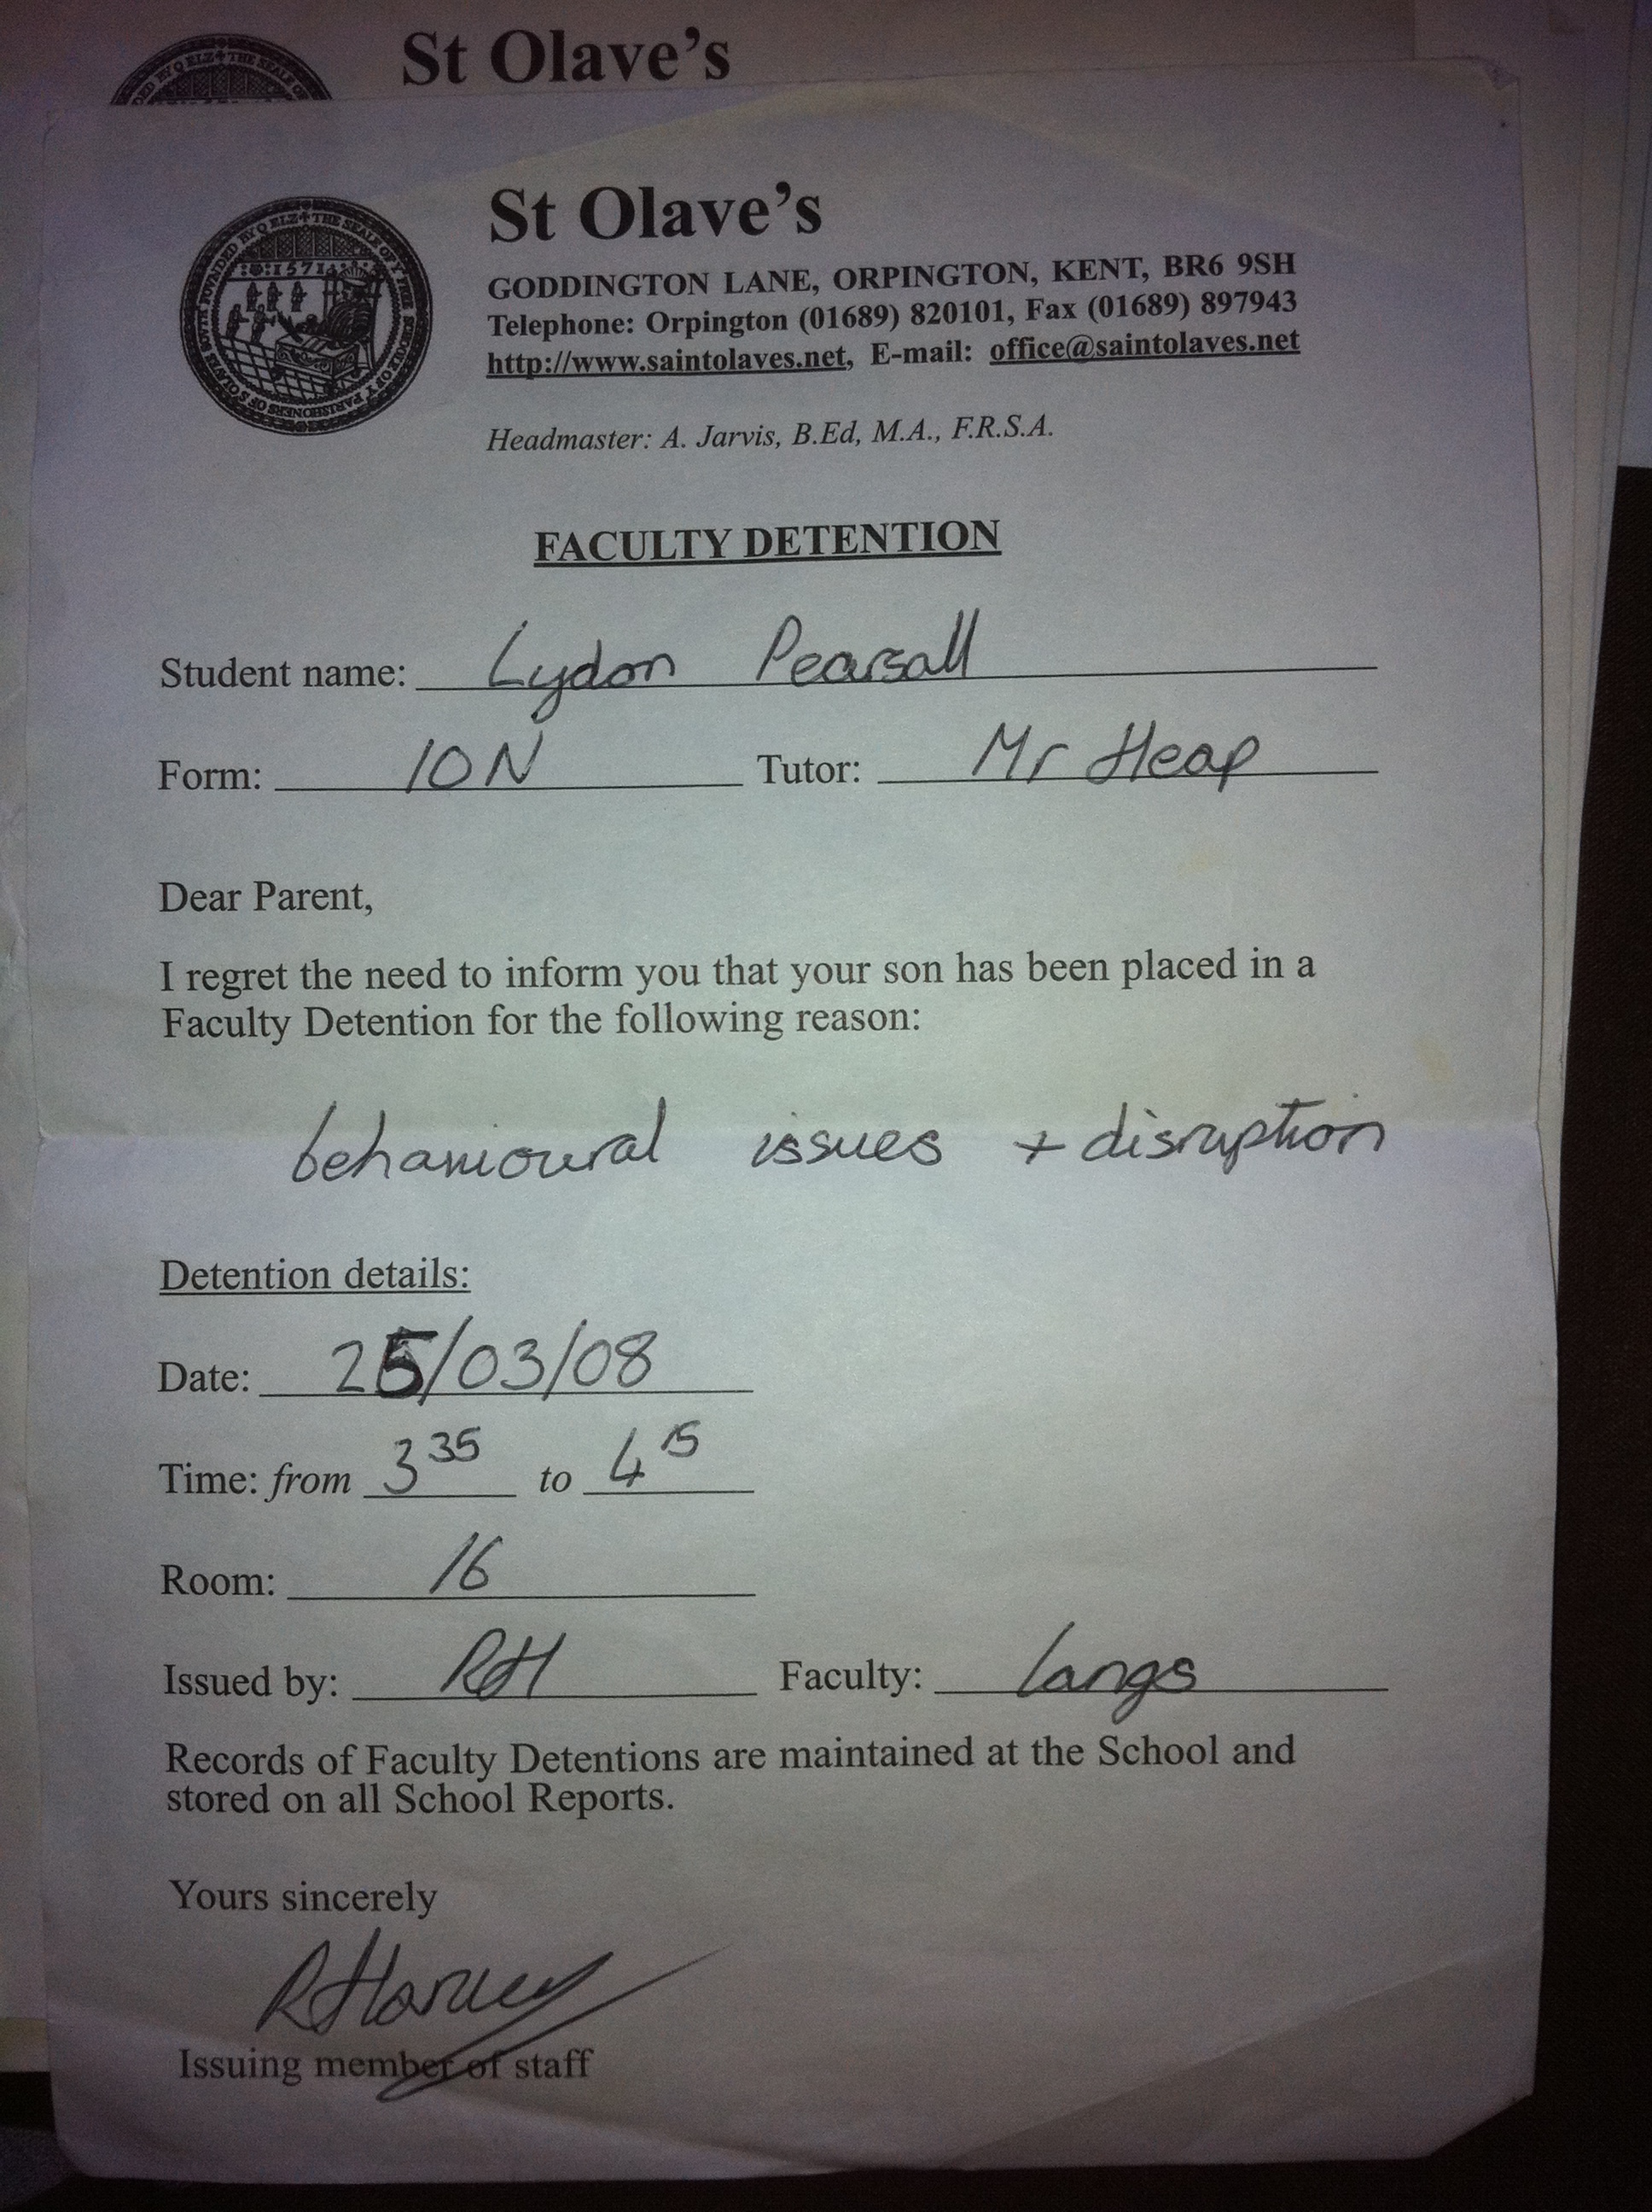 St Olave's
St Olave's
GODDINGTON LANE, ORPINGTON, KENT, BR6 9SH
Telephone: Orpington (01689) 820101, Fax (01689) 897943
http://www.saintolaves.net, E-mail: office@saintolaves.net
Headmaster: A. Jarvis, B.Ed, M.A., F.R.S.A.
1571
FACULTY DETENTION
Student name: Lydon Pearsall
Form: 10N Tutor: Mr Heap
Dear Parent,
I regret the need to inform you that your son has been placed in a
Faculty Detention for the following reason:
behavioural issues + disruption
Detention details:
Date: 25/03/08
Time: from 3 35 to 4 15
Room: 16
Issued by: RH Faculty: langs
Records of Faculty Detentions are maintained at the School and
stored on all School Reports.
Yours sincerely
R Harvey
Issuing member of staff